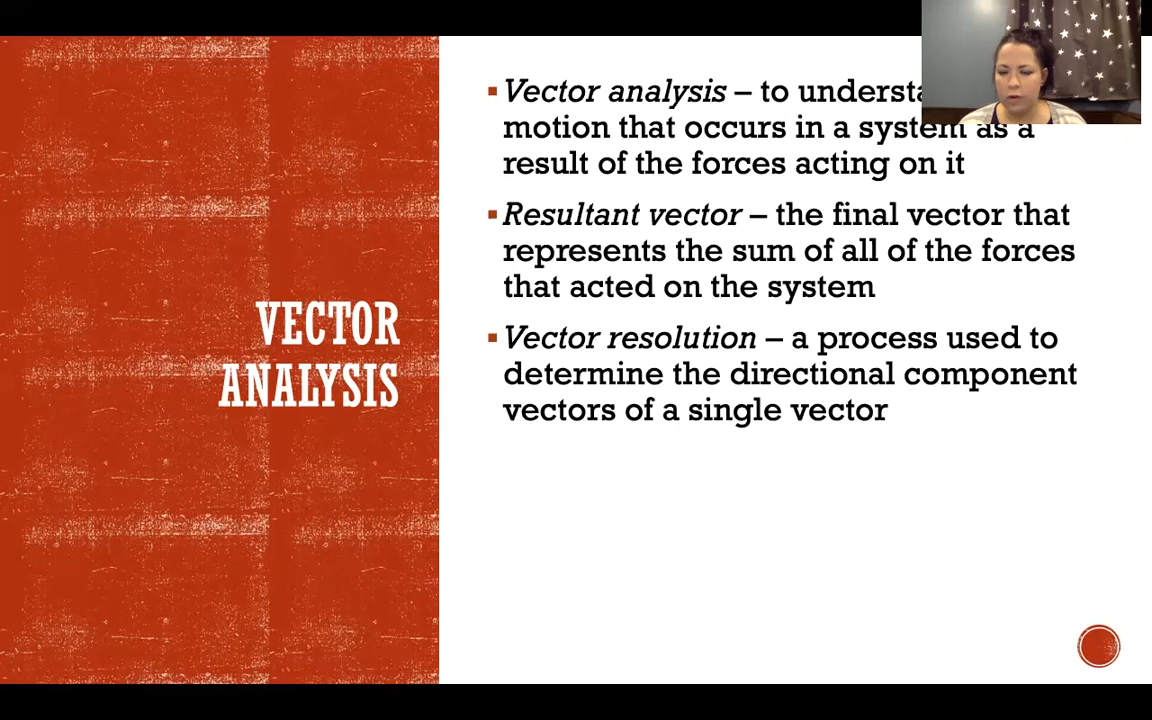 VECTOR
ANALYSIS
▪ Vector analysis – to
motion that occurs in a system as a
result of the forces acting on it
▪ Resultant vector – the final vector that
represents the sum of all of the forces
that acted on the system
▪ Vector resolution – a process used to
determine the directional component
vectors of a single vector